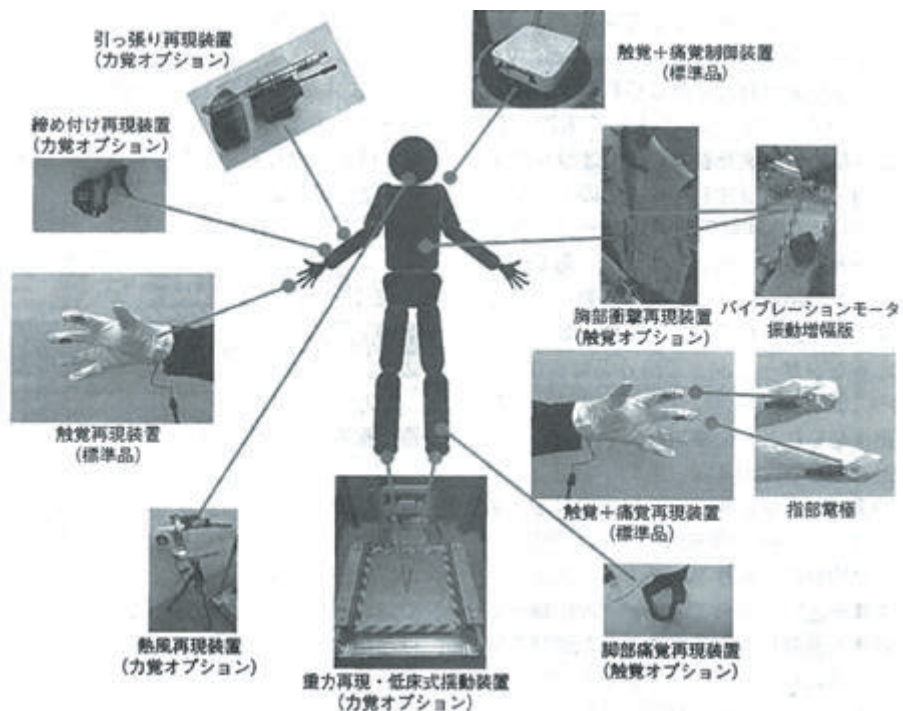 引っ張り再現装置
(力覚オプション)
触覚+痛覚制御装置
(標準品)
締め付け再現装置
(力覚オプション)
胸部衝撃再現装置
(触覚オプション)
バイブレーションモータ
振動増幅版
触覚再現装置
(標準品)
触覚+痛覚再現装置
(標準品)
指部電極
熱風再現装置
(力覚オプション)
重力再現・低床式揺動装置
(力覚オプション)
脚部痛覚再現装置
(触覚オプション)